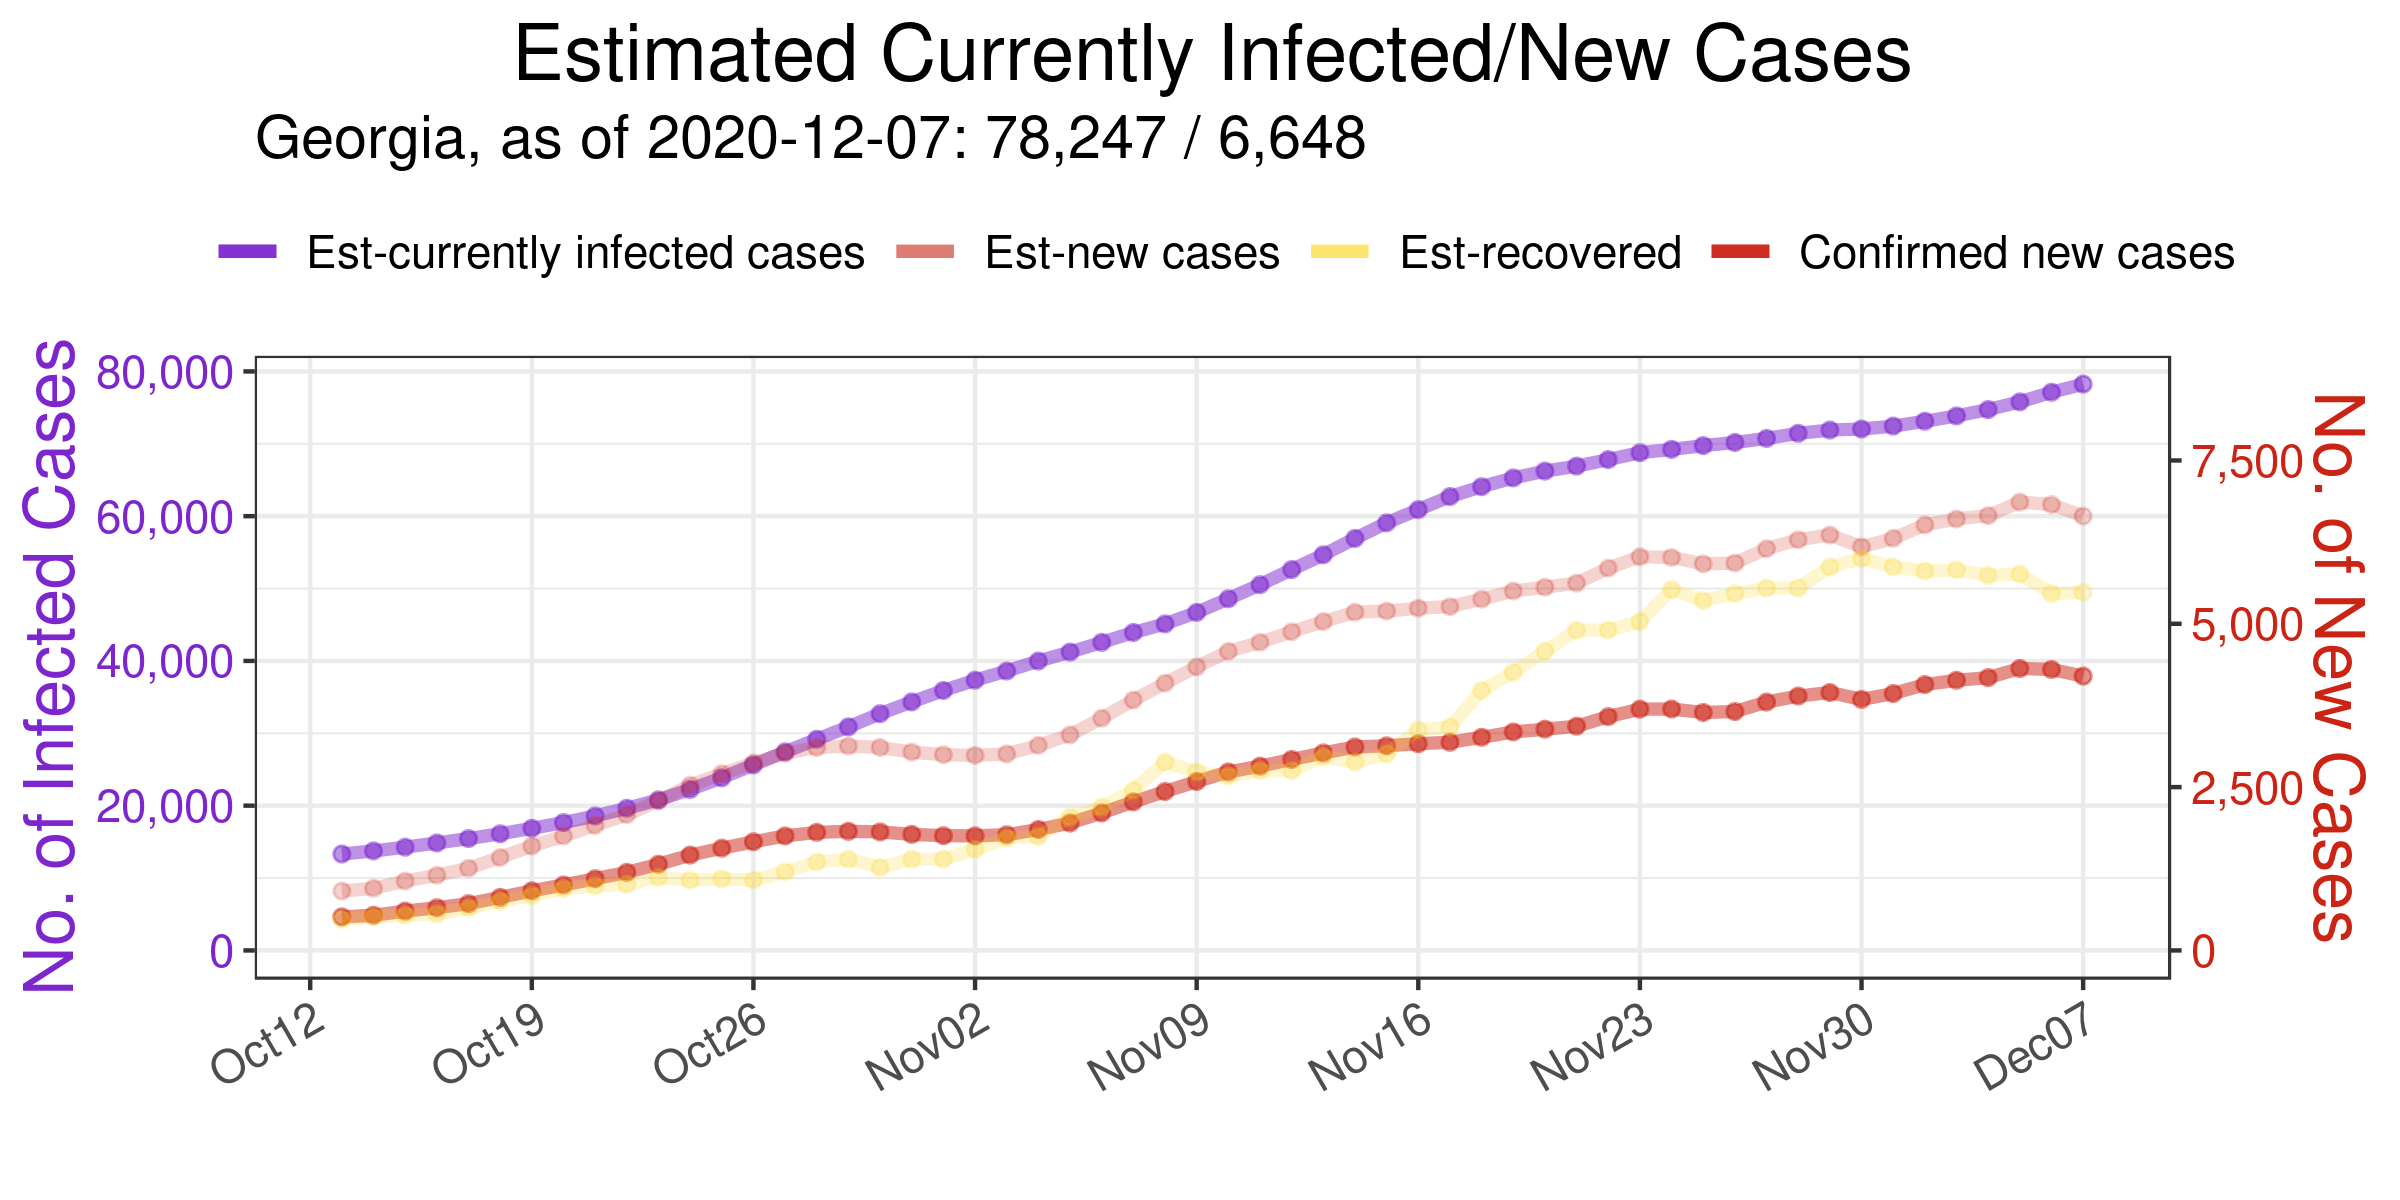 Estimated Currently Infected/New Cases
Georgia, as of 2020-12-07: 78,247 / 6,648
Est-currently infected cases Est-new cases Est-recovered Confirmed new cases
No. of Infected Cases
80,000
60,000
40,000
20,000
0
No. of New Cases
7,500
5,000
2,500
0
Oct12 Oct19 Oct26 Nov02 Nov09 Nov16 Nov23 Nov30 Dec07